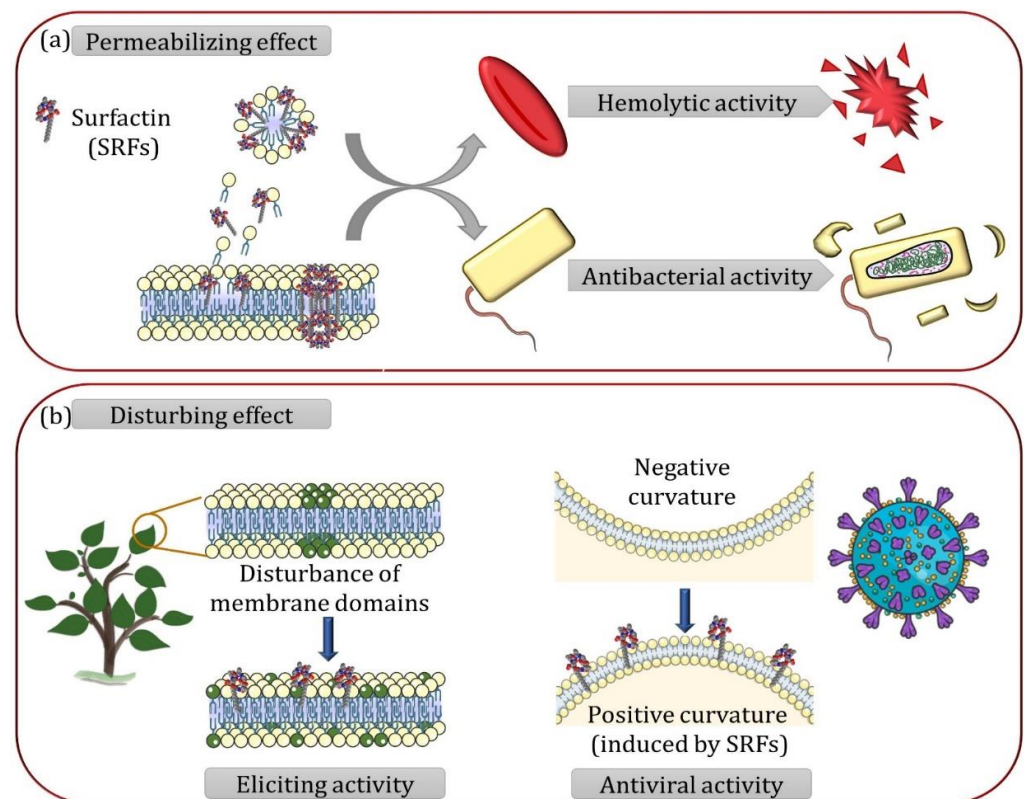 (a) Permeabilizing effect
Surfactin
(SRFs)
Hemolytic activity
Antibacterial activity
(b) Disturbing effect
Disturbance of
membrane domains
Eliciting activity
Negative
curvature
Positive curvature
(induced by SRFs)
Antiviral activity